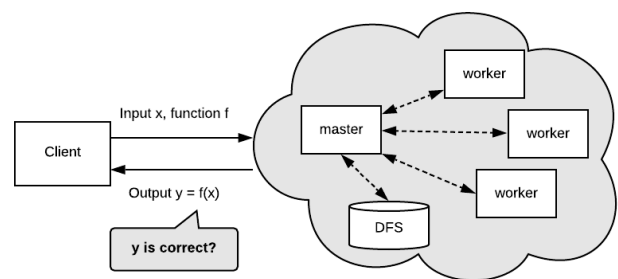 Client
Input x, function f
Output y = f(x)
y is correct?
master
worker
worker
worker
DFS